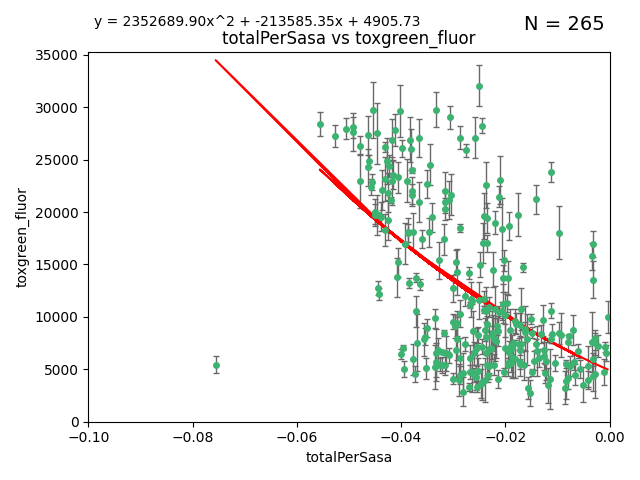 y = 2352689.90x^2 + -213585.35x + 4905.73
N = 265
totalPerSasa vs toxgreen_fluor
35000
30000
25000
20000
15000
10000
5000
0
toxgreen_fluor
−0.10
−0.08
−0.06
−0.04
−0.02
0.00
totalPerSasa